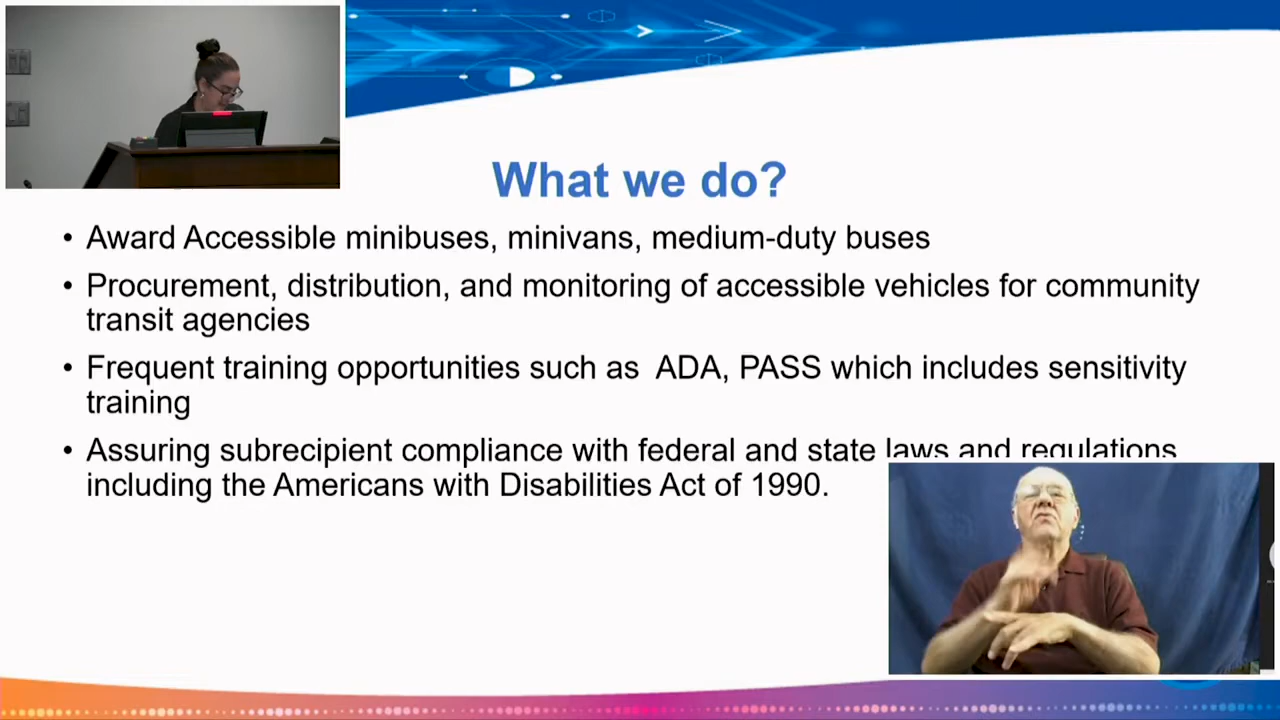 What we do?
• Award Accessible minibuses, minivans, medium-duty buses
• Procurement, distribution, and monitoring of accessible vehicles for community
transit agencies
• Frequent training opportunities such as  ADA, PASS which includes sensitivity
training
• Assuring subrecipient compliance with federal and state laws and regulations
including the Americans with Disabilities Act of 1990.